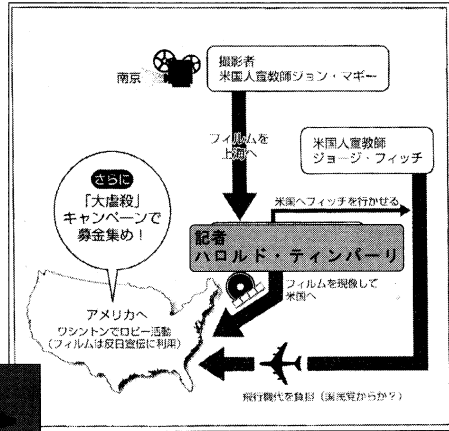 南京
撮影者
米国人宣教師ジョン・マギー
フィルムを
上海へ
米国人宣教師
ジョージ・フィッチ
さらに
「大虐殺」
キャンペーンで
募金集め！
米国へフィッチを行かせる
記者
ハロルド・ティンパーリ
フィルムを現像して
米国へ
アメリカへ
ワシントンでロビー活動
(フィルムは反日宣伝に利用)
飛行機代を負担（国民党からか？）